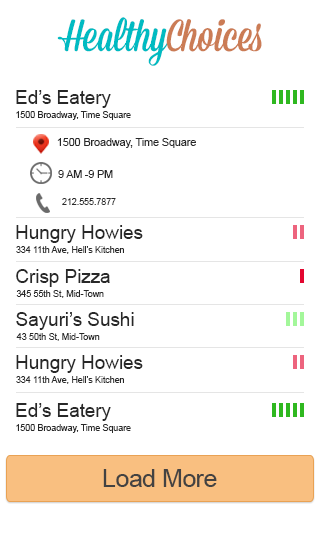 HealthyChoices
Ed's Eatery
1500 Broadway, Time Square
1500 Broadway, Time Square
9 AM -9 PM
212.555.7877
Hungry Howies
334 11th Ave, Hell's Kitchen
Crisp Pizza
345 55th St, Mid-Town
Sayuri's Sushi
43 50th St, Mid-Town
Hungry Howies
334 11th Ave, Hell's Kitchen
Ed's Eatery
1500 Broadway, Time Square
Load More